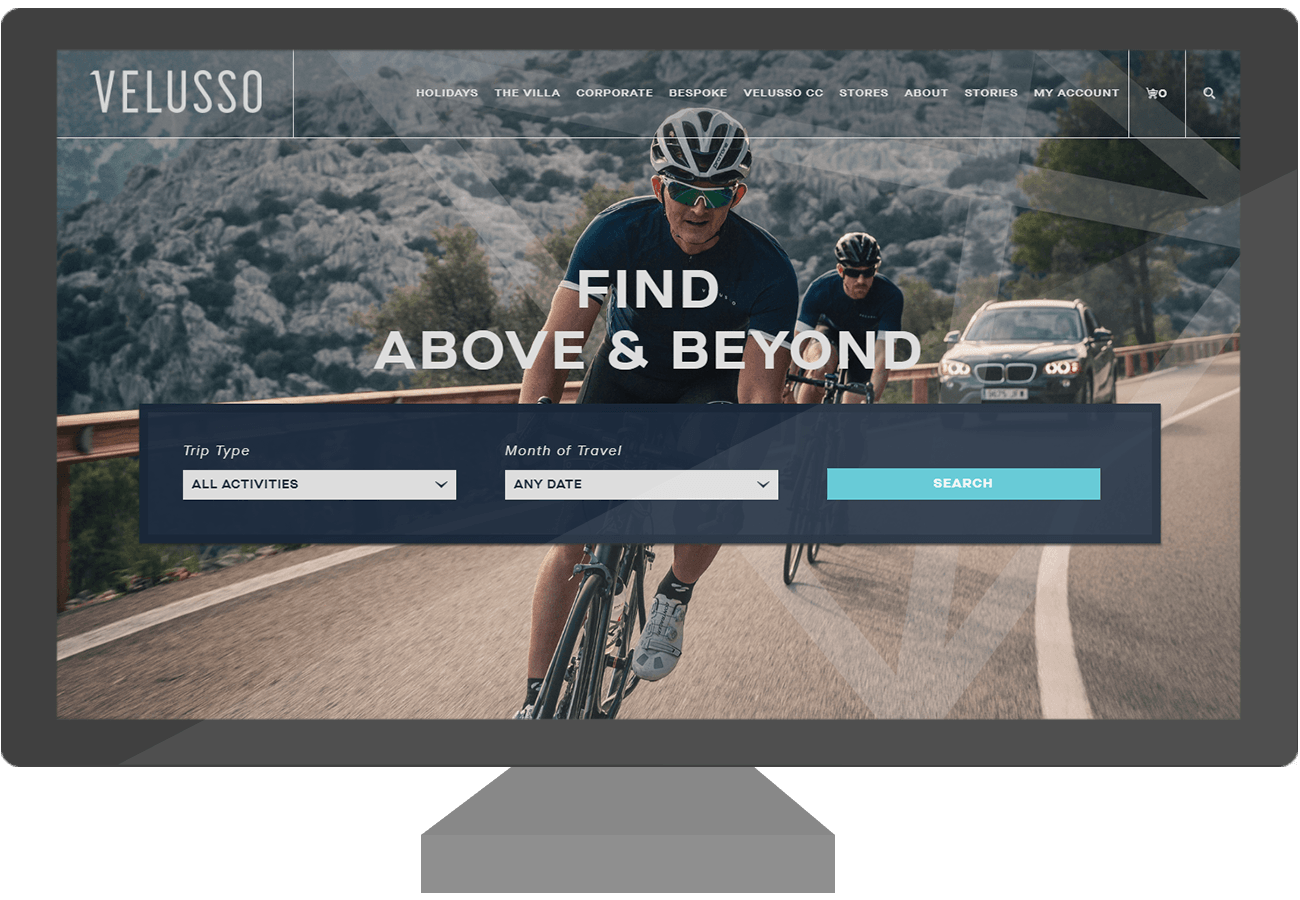 VELUSSO
HOLIDAYS THE VILLA CORPORATE BESPOKE VELUSSO CC STORES ABOUT STORIES MY ACCOUNT 0
FIND
ABOVE & BEYOND
Trip Type
Month of Travel
ALL ACTIVITIES
ANY DATE
SEARCH